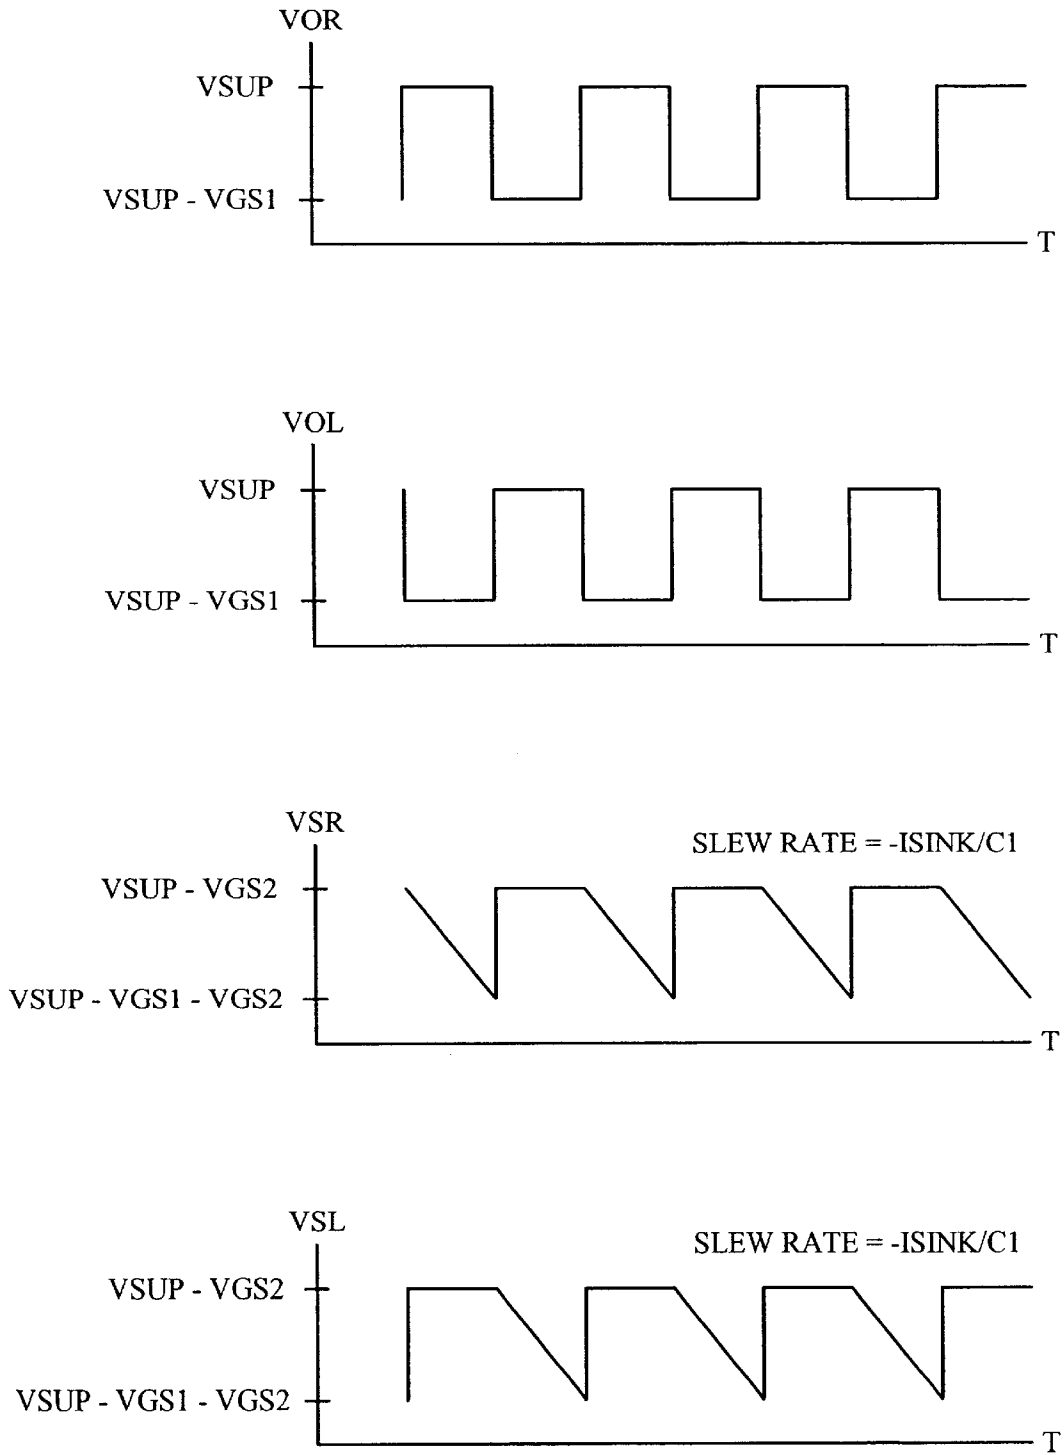 VOR
VSUP
VSUP - VGS1
T
VOL
VSUP
VSUP - VGS1
T
VSR
SLEW RATE = -ISINK/C1
VSUP - VGS2
VSUP - VGS1 - VGS2
T
VSL
SLEW RATE = -ISINK/C1
VSUP - VGS2
VSUP - VGS1 - VGS2
T